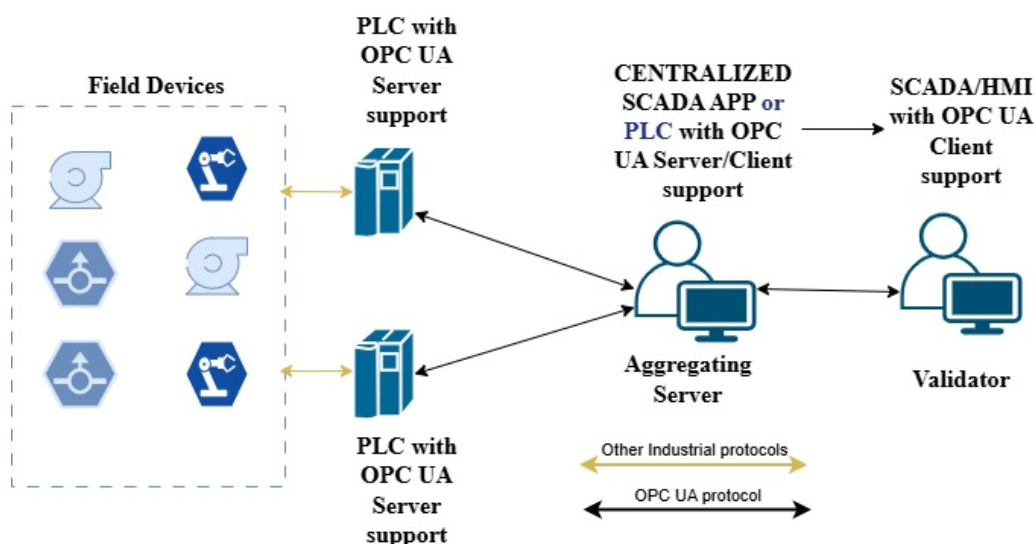 Field Devices
PLC with
OPC UA
Server
support
CENTRALIZED
SCADA APP or
PLC with OPC
UA Server/Client
support
SCADA/HMI
with OPC UA
Client
support
Aggregating
Server
Validator
PLC with
OPC UA
Server
support
Other Industrial protocols
OPC UA protocol